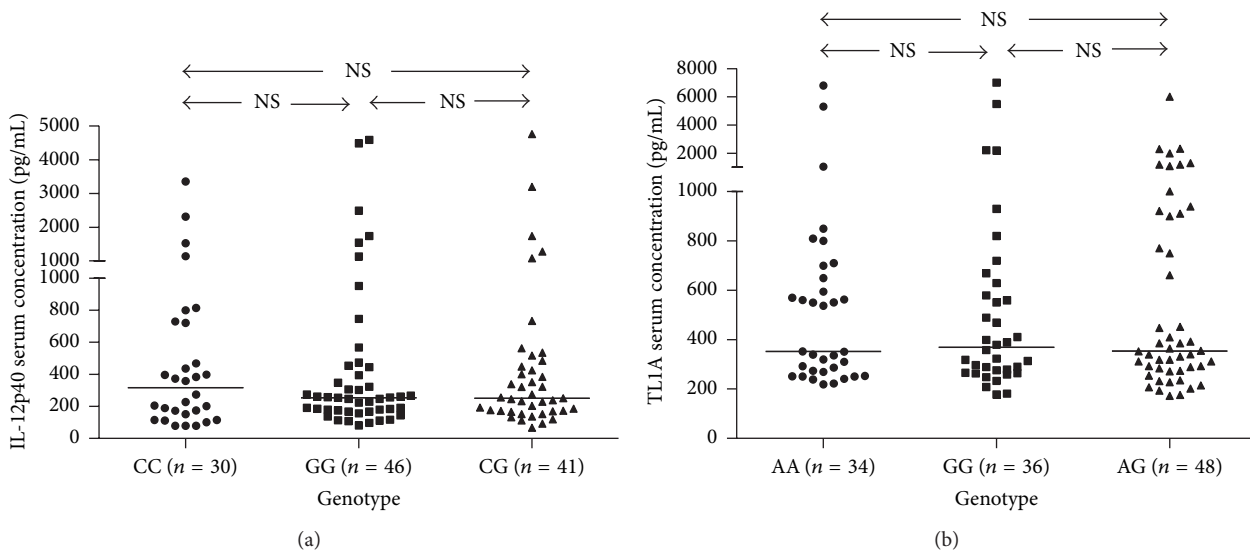 NS
NS
NS
IL-12p40 serum concentration (pg/mL)
5000
4000
3000
2000
1000
1000
800
600
400
200
0
CC (n = 30)
GG (n = 46)
CG (n = 41)
Genotype
(a)
NS
NS
NS
TL1A serum concentration (pg/mL)
8000
6000
4000
2000
1000
800
600
400
200
0
AA (n = 34)
GG (n = 36)
AG (n = 48)
Genotype
(b)